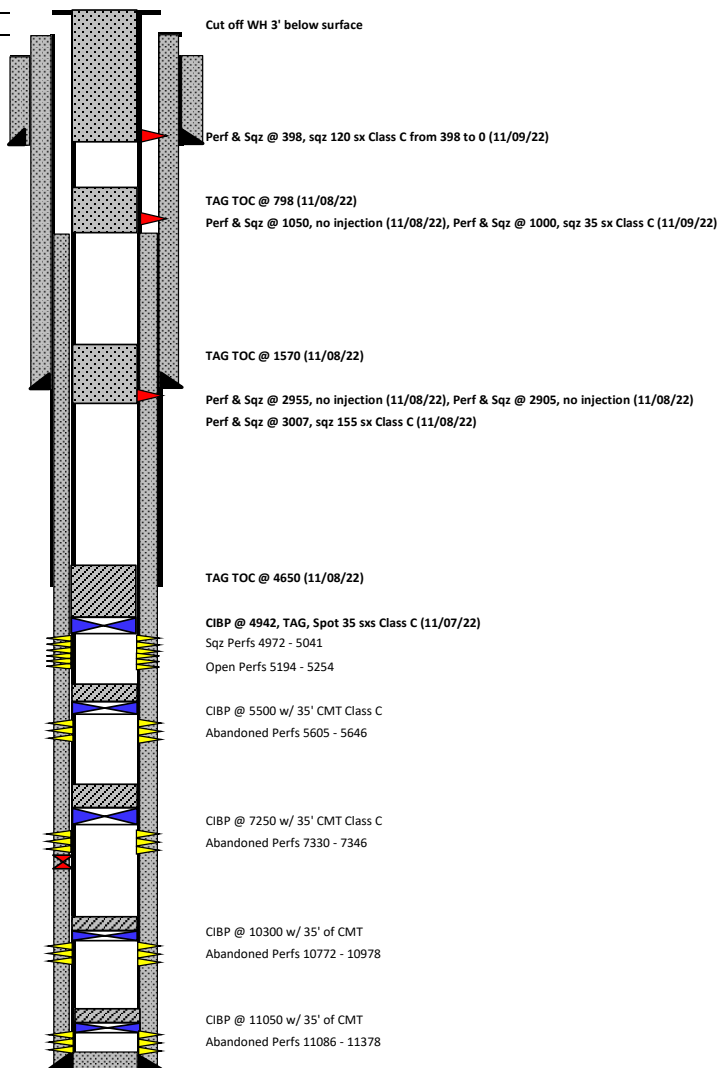 Cut off WH 3' below surface
Perf & Sqz @ 398, sqz 120 sx Class C from 398 to 0 (11/09/22)
TAG TOC @ 798 (11/08/22)
Perf & Sqz @ 1050, no injection (11/08/22), Perf & Sqz @ 1000, sqz 35 sx Class C (11/09/22)
TAG TOC @ 1570 (11/08/22)
Perf & Sqz @ 2955, no injection (11/08/22), Perf & Sqz @ 2905, no injection (11/08/22)
Perf & Sqz @ 3007, sqz 155 sx Class C (11/08/22)
TAG TOC @ 4650 (11/08/22)
CIBP @ 4942, TAG, Spot 35 sxs Class C (11/07/22)
Sqz Perfs 4972 - 5041
Open Perfs 5194 - 5254
CIBP @ 5500 w/ 35' CMT Class C
Abandoned Perfs 5605 - 5646
CIBP @ 7250 w/ 35' CMT Class C
Abandoned Perfs 7330 - 7346
CIBP @ 10300 w/ 35' of CMT
Abandoned Perfs 10772 - 10978
CIBP @ 11050 w/ 35' of CMT
Abandoned Perfs 11086 - 11378